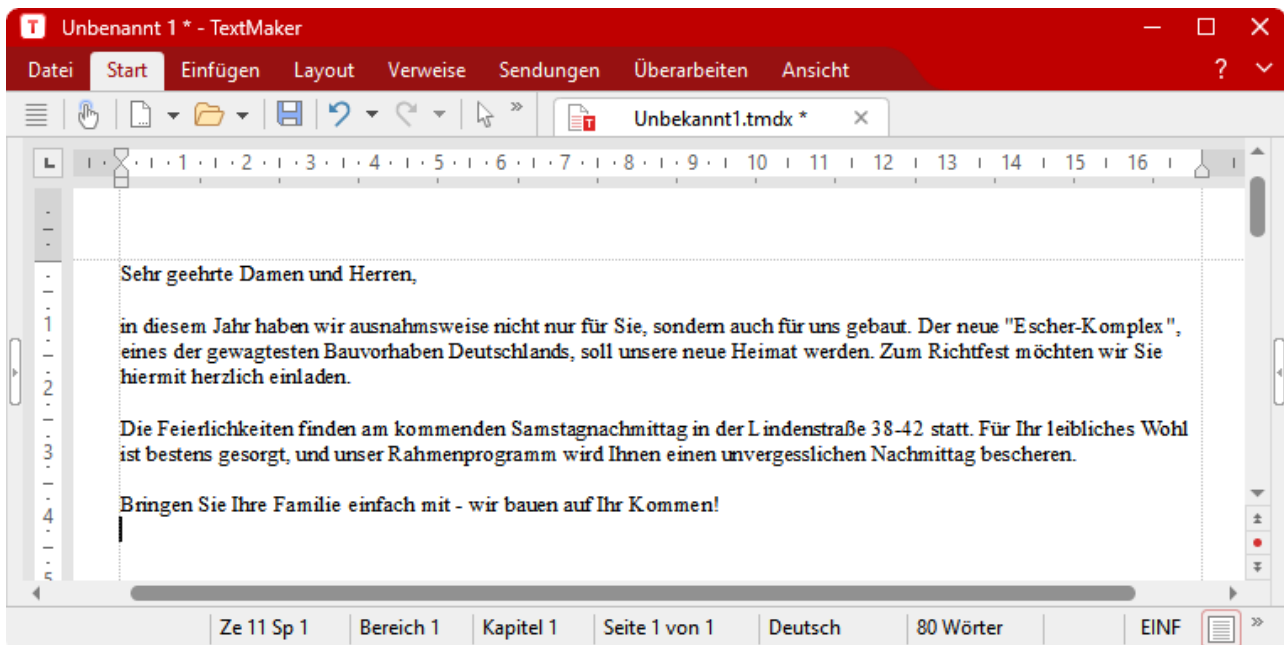 T Unbenannt 1 * - TextMaker
Datei Start Einfügen Layout Verweise Sendungen Überarbeiten Ansicht ?
T Unbekannt1.tmdx *
L 1 2 3 4 5 6 7 8 9 10 11 12 13 14 15 16
Sehr geehrte Damen und Herren,
1 in diesem Jahr haben wir ausnahmsweise nicht nur für Sie, sondern auch für uns gebaut. Der neue "Escher-Komplex",
eines der gewagtesten Bauvorhaben Deutschlands, soll unsere neue Heimat werden. Zum Richtfest möchten wir Sie
2 hiermit herzlich einladen.
Die Feierlichkeiten finden am kommenden Samstagnachmittag in der Lindenstraße 38-42 statt. Für Ihr leibliches Wohl
3 ist bestens gesorgt, und unser Rahmenprogramm wird Ihnen einen unvergesslichen Nachmittag bescheren.
4 Bringen Sie Ihre Familie einfach mit - wir bauen auf Ihr Kommen!
5
Ze 11 Sp 1 Bereich 1 Kapitel 1 Seite 1 von 1 Deutsch 80 Wörter EINF »